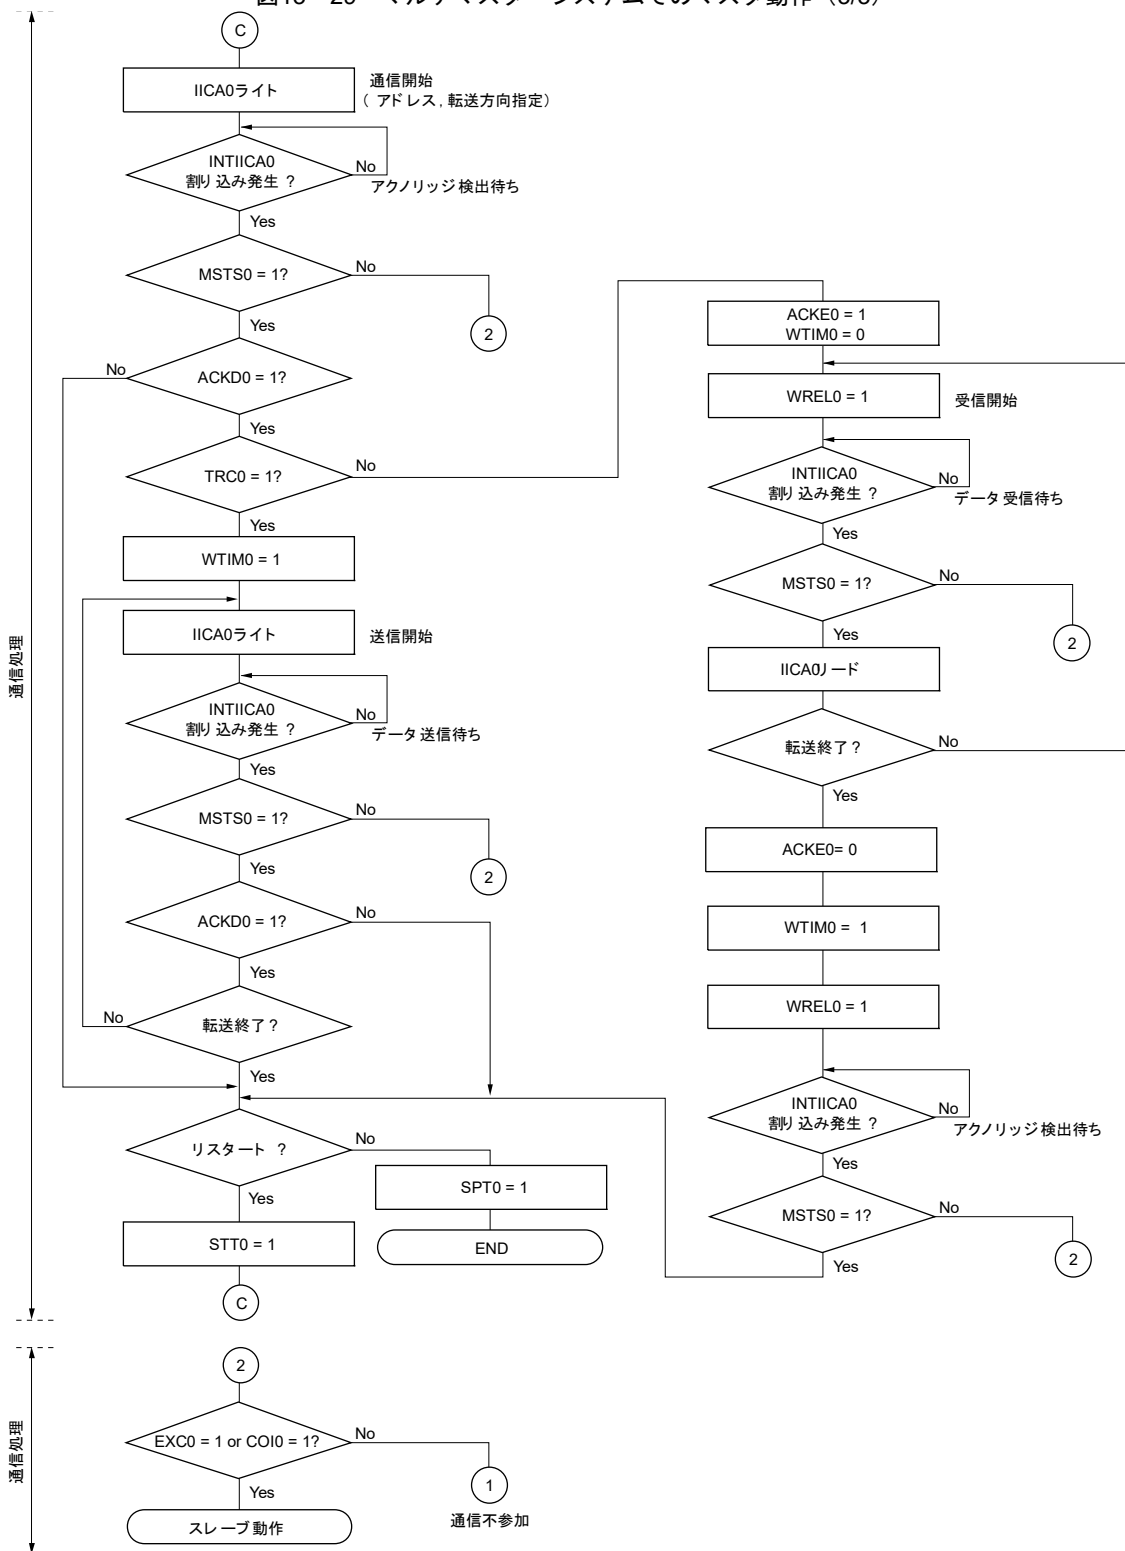 C
IICA0ライト
通信開始
（アドレス，転送方向指定）
INTIICA0
割り込み発生？
No
アクノリッジ検出待ち
Yes
MSTS0 = 1?
No
2
Yes
ACKD0 = 1?
No
Yes
TRC0 = 1?
No
Yes
WTIM0 = 1
IICA0ライト
送信開始
INTIICA0
割り込み発生？
No
データ送信待ち
Yes
MSTS0 = 1?
No
2
Yes
ACKD0 = 1?
No
Yes
転送終了？
No
Yes
リスタート ？
No
Yes
SPT0 = 1
END
STT0 = 1
C
ACKE0 = 1
WTIM0 = 0
WREL0 = 1
受信開始
INTIICA0
割り込み発生？
No
データ受信待ち
Yes
MSTS0 = 1?
No
2
Yes
IICA0リード
転送終了？
No
Yes
ACKE0= 0
WTIM0 = 1
WREL0 = 1
INTIICA0
割り込み発生？
No
アクノリッジ検出待ち
Yes
MSTS0 = 1?
No
2
Yes
通信処理
2
EXC0 = 1 or COI0 = 1?
No
1
通信不参加
Yes
スレーブ動作
通信処理